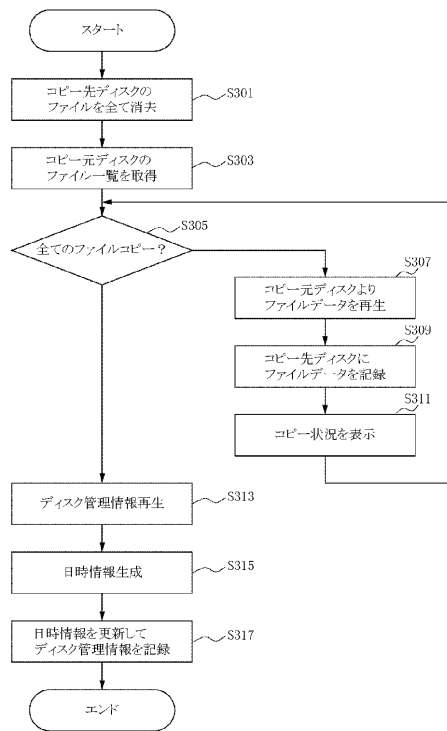 スタート
コピー先ディスクの
ファイルを全て消去
S301
コピー元ディスクの
ファイル一覧を取得
S303
S305
全てのファイルコピー？
S307
コピー元ディスクより
ファイルデータを再生
S309
コピー先ディスクに
ファイルデータを記録
S311
コピー状況を表示
ディスク管理情報再生
S313
日時情報生成
S315
日時情報を更新して
ディスク管理情報を記録
S317
エンド